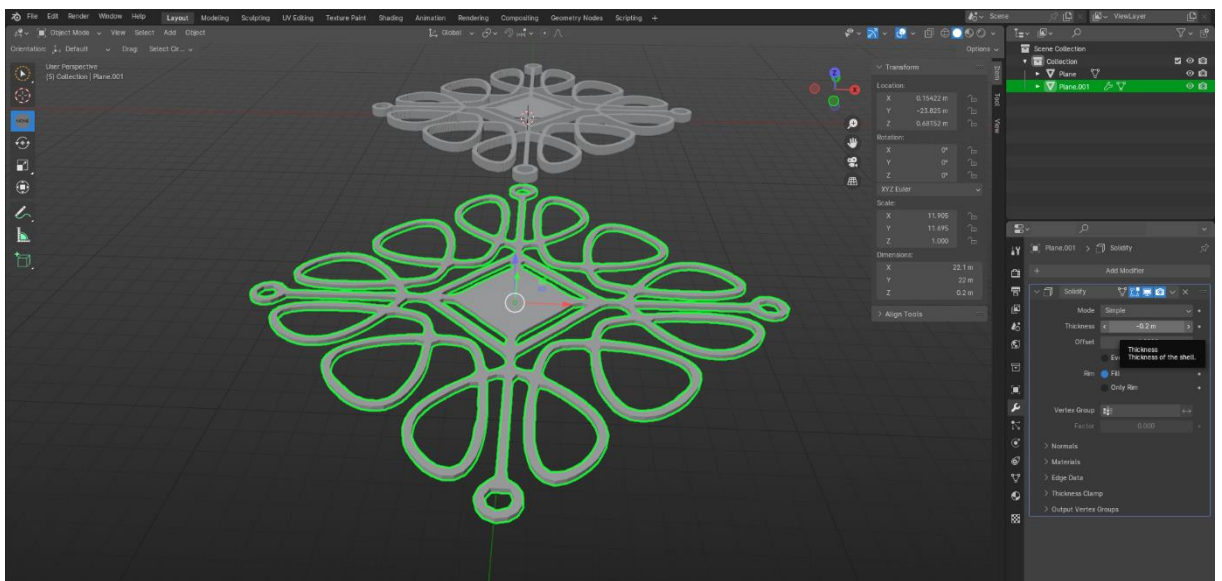 File Edit Render Window Help Layout Modeling Sculpting UV Editing Texture Paint Shading Animation Rendering Compositing Geometry Nodes Scripting + Scene ViewLayer
Object Mode View Select Add Object Global
Orientation: Default Drag: Select Cir... Options
User Perspective
(5) Collection | Plane.001
Transform
Location:
X 0.15422 m
Y -23.825 m
Z 0.68152 m
Rotation:
X 0°
Y 0°
Z 0°
XYZ Euler
Scale:
X 11.905
Y 11.695
Z 1.000
Dimensions:
X 22.1 m
Y 22 m
Z 0.2 m
Align Tools
Item
Tool
View
Scene Collection
Collection
Plane
Plane.001
Plane.001 > Solidify
+ Add Modifier
Solidify
Mode Simple
Thickness -0.2 m
Offset
Thickness
Thickness of the shell.
Rim Fill
Only Rim
Vertex Group
Factor 0.000
Normals
Materials
Edge Data
Thickness Clamp
Output Vertex Groups